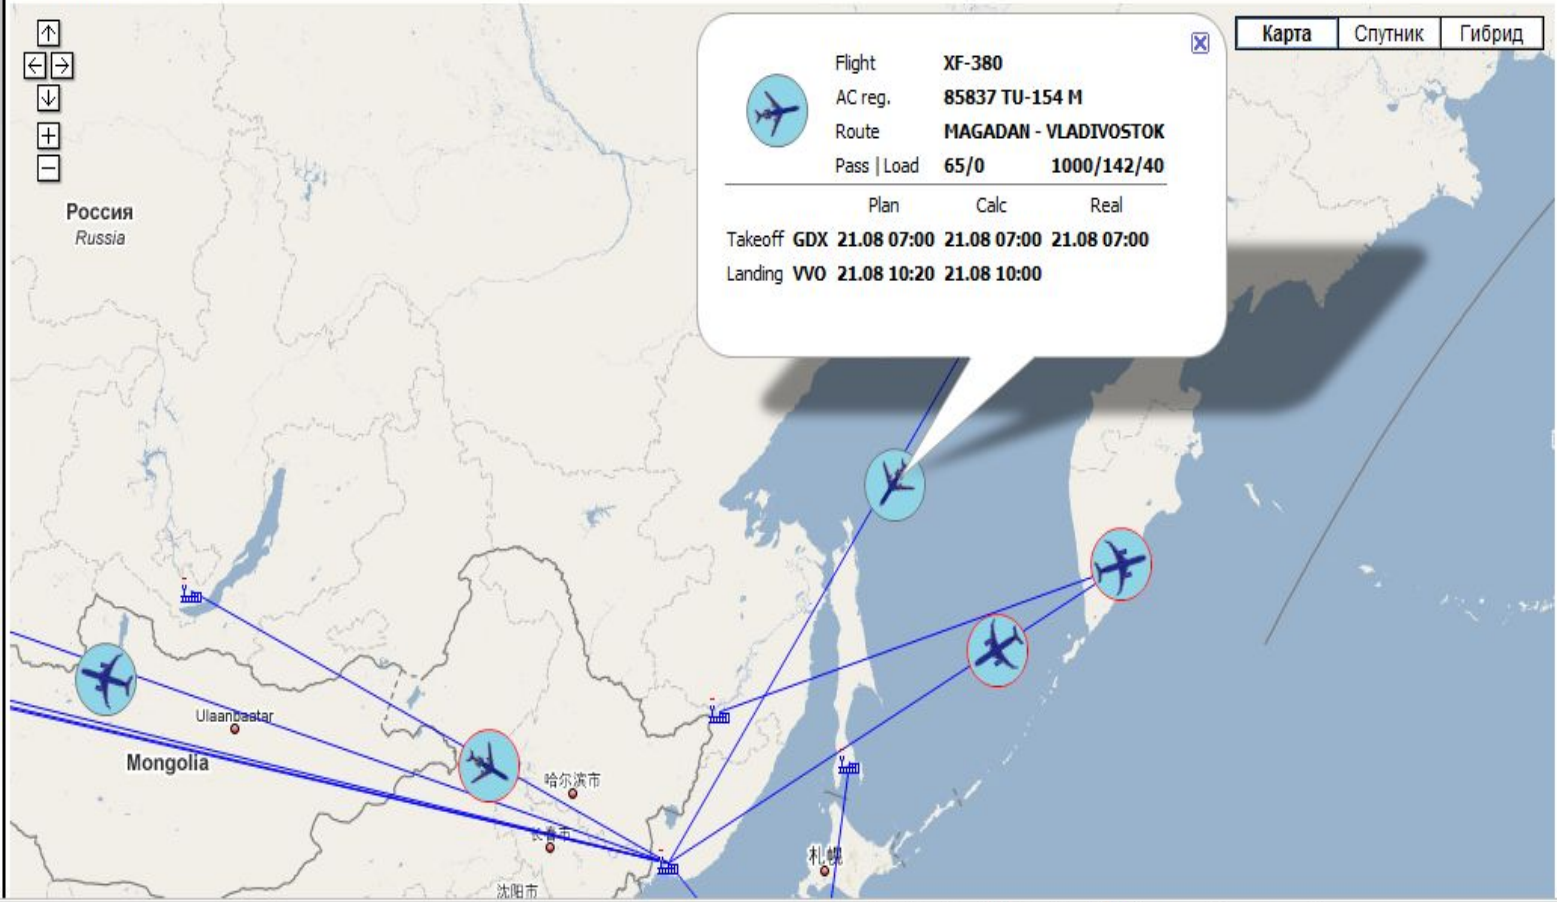 Карта Спутник Гибрид
Flight XF-380
AC reg. 85837 TU-154 M
Route MAGADAN - VLADIVOSTOK
Pass | Load 65/0 1000/142/40
Plan Calc Real
Takeoff GDX 21.08 07:00 21.08 07:00 21.08 07:00
Landing VVO 21.08 10:20 21.08 10:00
Россия
Russia
Ulaanbaatar
Mongolia
哈尔滨市
长春市
札幌
沈阳市